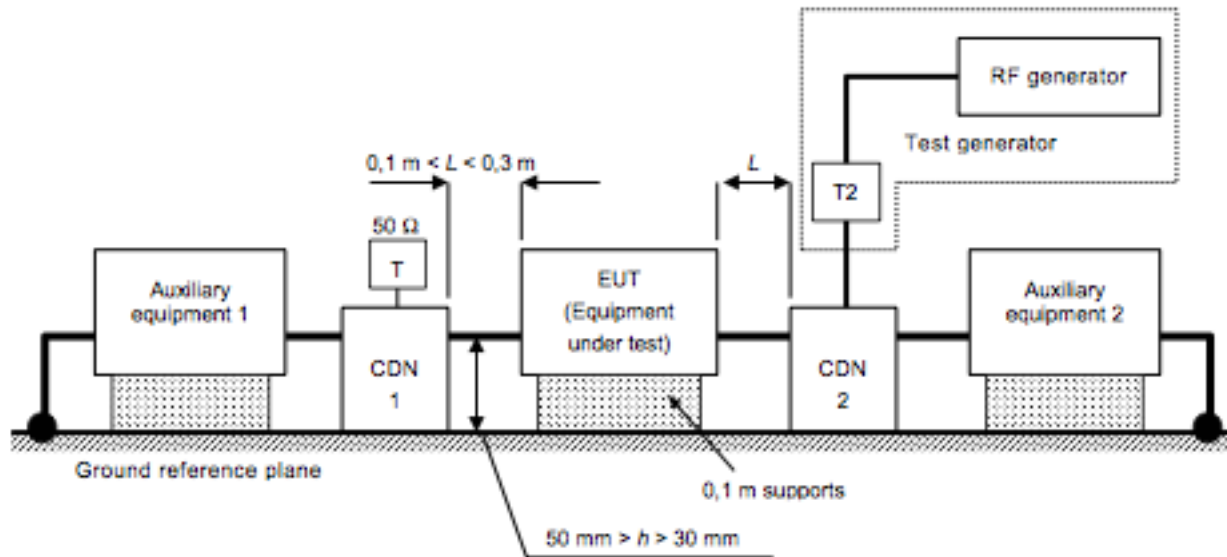 RF generator
Test generator
0,1 m < L < 0,3 m
L
T2
50 Ω
T
Auxiliary
equipment 1
EUT
(Equipment
under test)
Auxiliary
equipment 2
CDN
1
CDN
2
Ground reference plane
0,1 m supports
50 mm > h > 30 mm